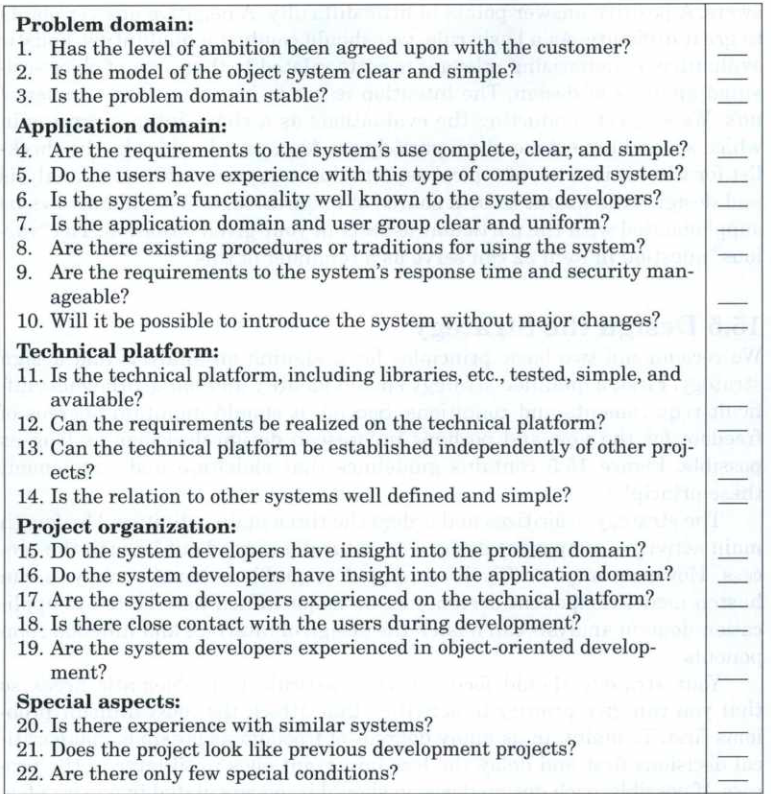 Problem domain:
1. Has the level of ambition been agreed upon with the customer?
2. Is the model of the object system clear and simple?
3. Is the problem domain stable?
Application domain:
4. Are the requirements to the system's use complete, clear, and simple?
5. Do the users have experience with this type of computerized system?
6. Is the system's functionality well known to the system developers?
7. Is the application domain and user group clear and uniform?
8. Are there existing procedures or traditions for using the system?
9. Are the requirements to the system's response time and security man-
ageable?
10. Will it be possible to introduce the system without major changes?
Technical platform:
11. Is the technical platform, including libraries, etc., tested, simple, and
available?
12. Can the requirements be realized on the technical platform?
13. Can the technical platform be established independently of other proj-
ects?
14. Is the relation to other systems well defined and simple?
Project organization:
15. Do the system developers have insight into the problem domain?
16. Do the system developers have insight into the application domain?
17. Are the system developers experienced on the technical platform?
18. Is there close contact with the users during development?
19. Are the system developers experienced in object-oriented develop-
ment?
Special aspects:
20. Is there experience with similar systems?
21. Does the project look like previous development projects?
22. Are there only few special conditions?